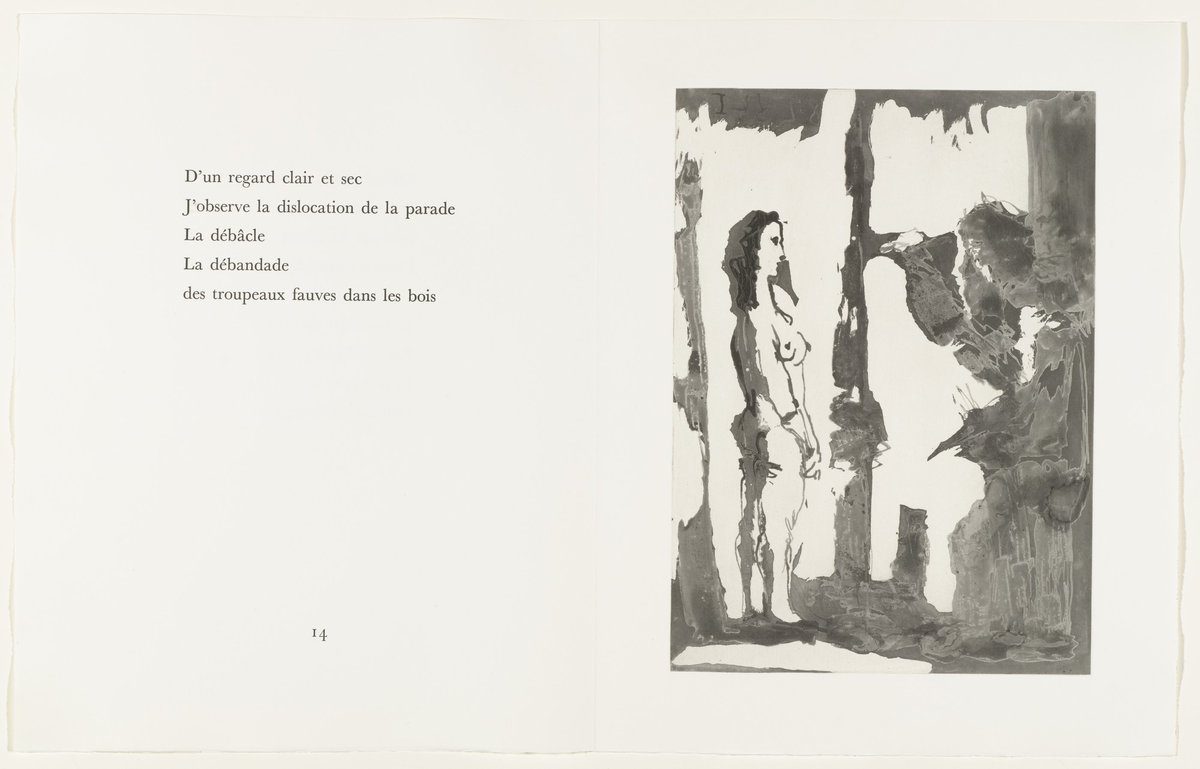 D'un regard clair et sec
J'observe la dislocation de la parade
La débâcle
La débandade
des troupeaux fauves dans les bois
14